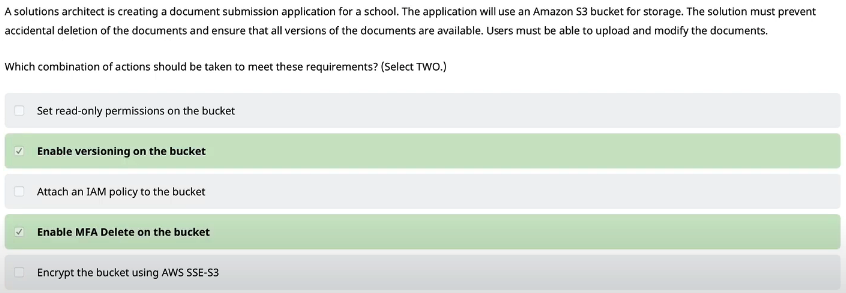 A solutions architect is creating a document submission application for a school. The application will use an Amazon S3 bucket for storage. The solution must prevent
accidental deletion of the documents and ensure that all versions of the documents are available. Users must be able to upload and modify the documents.
Which combination of actions should be taken to meet these requirements? (Select TWO.)
Set read-only permissions on the bucket
Enable versioning on the bucket
Attach an IAM policy to the bucket
Enable MFA Delete on the bucket
Encrypt the bucket using AWS SSE-S3